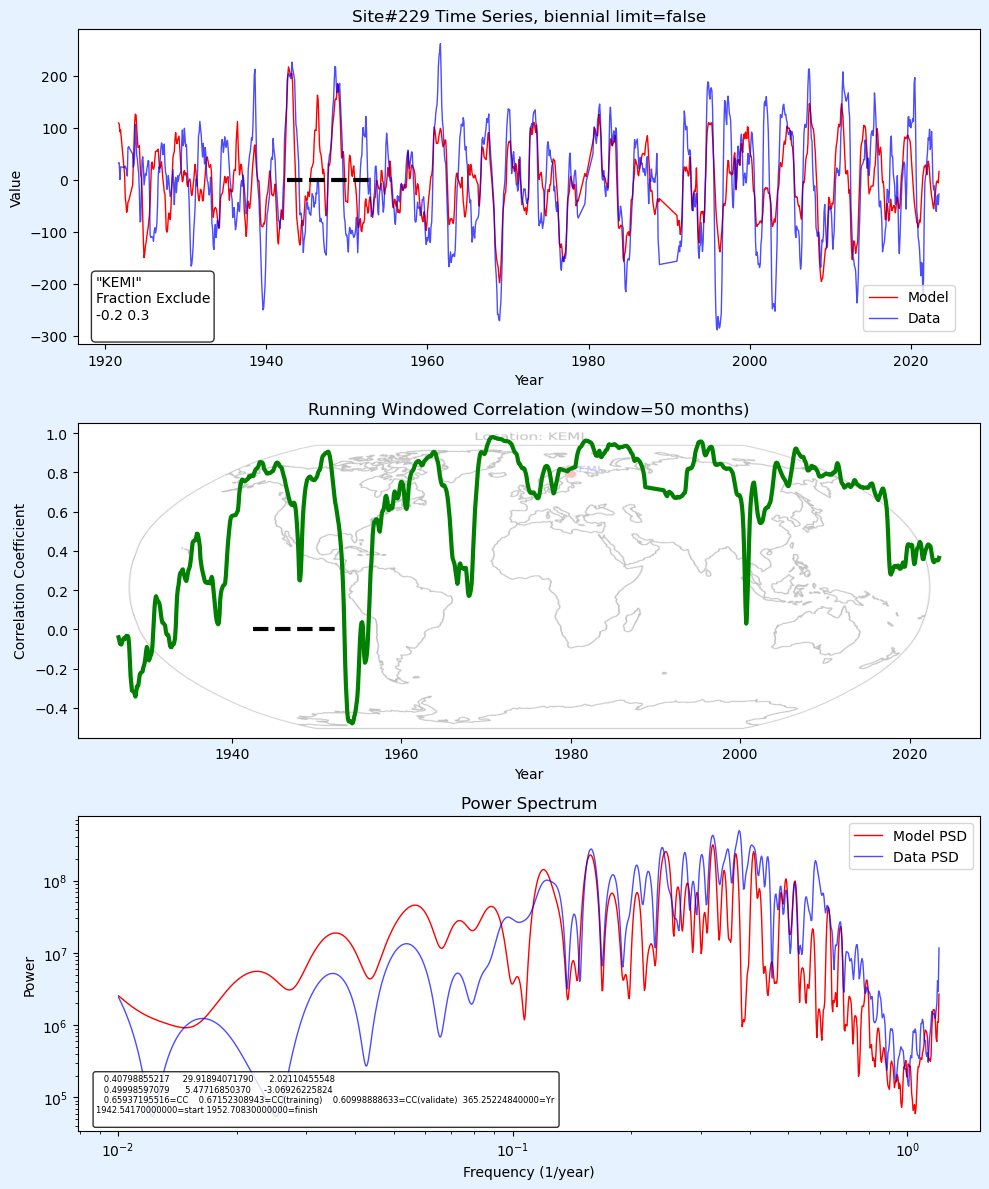 Site#229 Time Series, biennial limit=false
Value
200
100
0
−100
−200
−300
"KEMI"
Fraction Exclude
-0.2 0.3
Model
Data
1920
1940
1960
1980
2000
2020
Year
Running Windowed Correlation (window=50 months)
Location: KEMI
Correlation Coefficient
1.0
0.8
0.6
0.4
0.2
0.0
−0.2
−0.4
1940
1960
1980
2000
2020
Year
Power Spectrum
Power
10^8
10^7
10^6
10^5
Model PSD
Data PSD
0.40798855217 29.91894071790 2.02110455548
0.49998597079 5.47716850370 -3.06926225824
0.65937195516=CC 0.67152308943=CC(training) 0.60998888633=CC(validate) 365.25224840000=Yr
1942.54170000000=start 1952.70830000000=finish
10^−2
10^−1
10^0
Frequency (1/year)